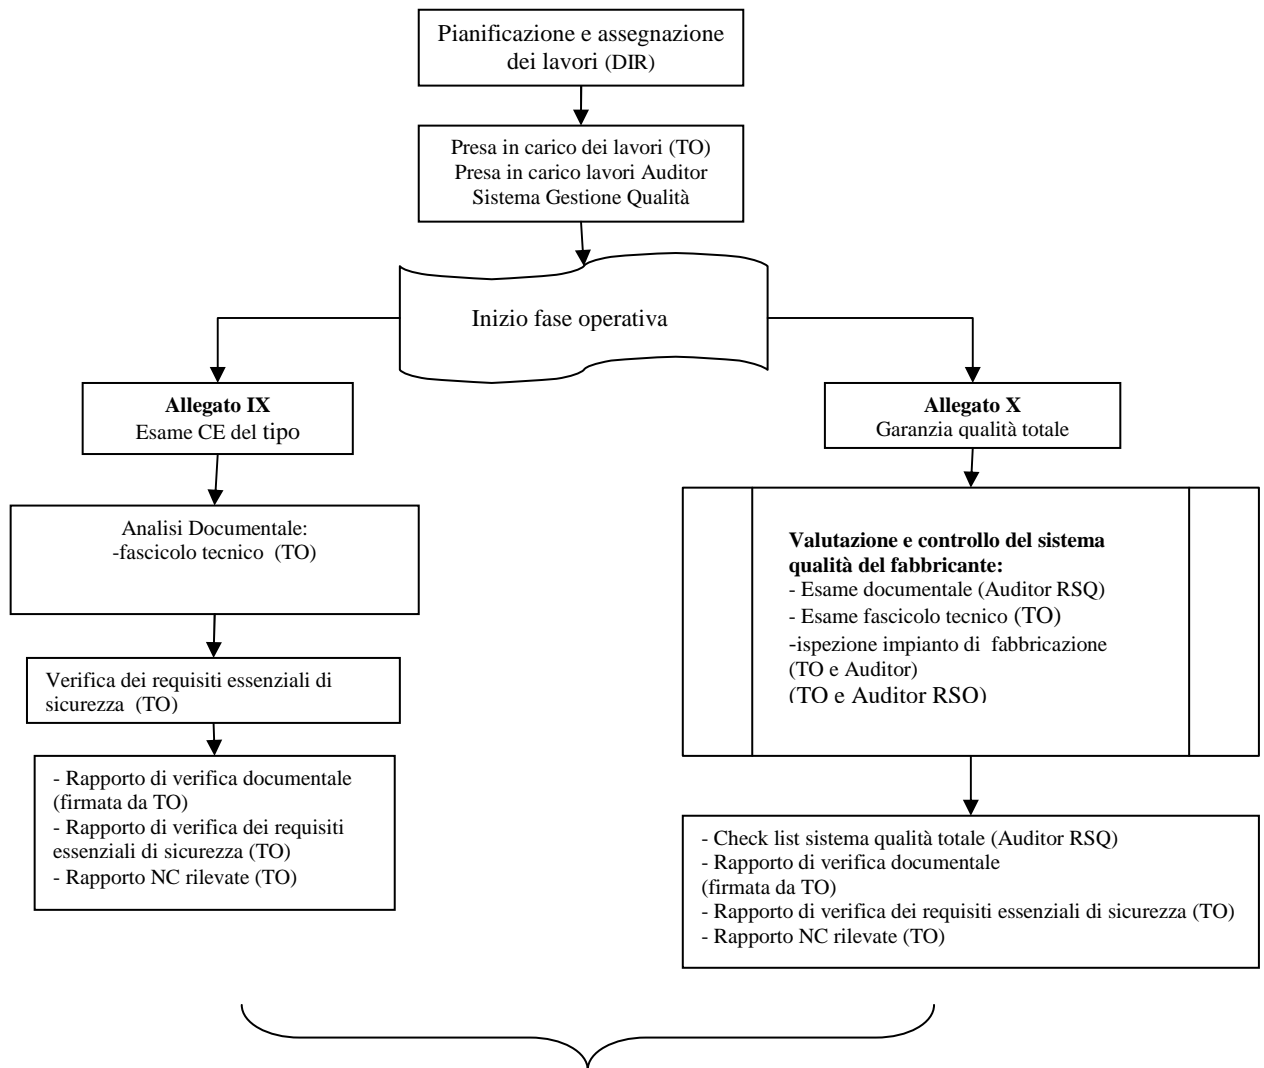 Pianificazione e assegnazione
dei lavori (DIR)
Presa in carico dei lavori (TO)
Presa in carico lavori Auditor
Sistema Gestione Qualità
Inizio fase operativa
Allegato IX
Esame CE del tipo
Allegato X
Garanzia qualità totale
Analisi Documentale:
-fascicolo tecnico (TO)
Verifica dei requisiti essenziali di
sicurezza (TO)
- Rapporto di verifica documentale
(firmata da TO)
- Rapporto di verifica dei requisiti
essenziali di sicurezza (TO)
- Rapporto NC rilevate (TO)
Valutazione e controllo del sistema
qualità del fabbricante:
- Esame documentale (Auditor RSQ)
- Esame fascicolo tecnico (TO)
-ispezione impianto di fabbricazione
(TO e Auditor)
(TO e Auditor RSQ)
- Check list sistema qualità totale (Auditor RSQ)
- Rapporto di verifica documentale
(firmata da TO)
- Rapporto di verifica dei requisiti essenziali di sicurezza (TO)
- Rapporto NC rilevate (TO)